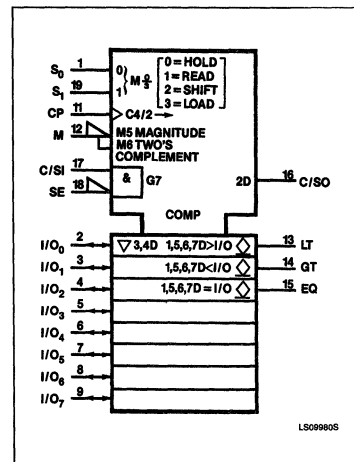 S0 1 0 } M 0/3 [ 0 = HOLD
1 = READ
2 = SHIFT
3 = LOAD ]
S1 19 1
CP 11 C4/2 →
M 12 M5 MAGNITUDE
M6 TWO'S
COMPLEMENT
C/SI 17 & G7
SE 18
2D 16 C/SO
COMP
I/O0 2 ▽ 3,4D 1,5,6,7D>I/O ◇ 13 LT
I/O1 3 1,5,6,7D<I/O ◇ 14 GT
I/O2 4 1,5,6,7D=I/O ◇ 15 EQ
I/O3 5
I/O4 6
I/O5 7
I/O6 8
I/O7 9
LS09980S